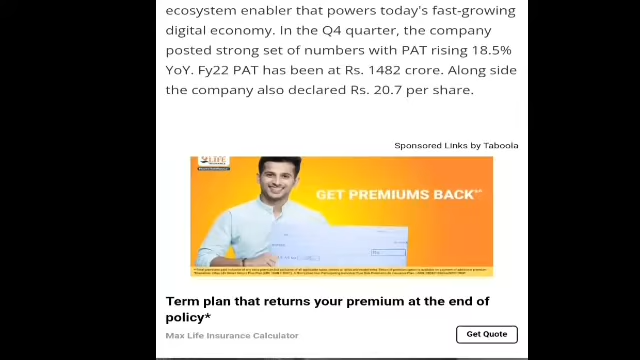 ecosystem enabler that powers today's fast-growing
digital economy. In the Q4 quarter, the company
posted strong set of numbers with PAT rising 18.5%
YoY. Fy22 PAT has been at Rs. 1482 crore. Along side
the company also declared Rs. 20.7 per share.
Sponsored Links by Taboola
LIFE
GET PREMIUMS BACK*
Term plan that returns your premium at the end of
policy*
Max Life Insurance Calculator
Get Quote